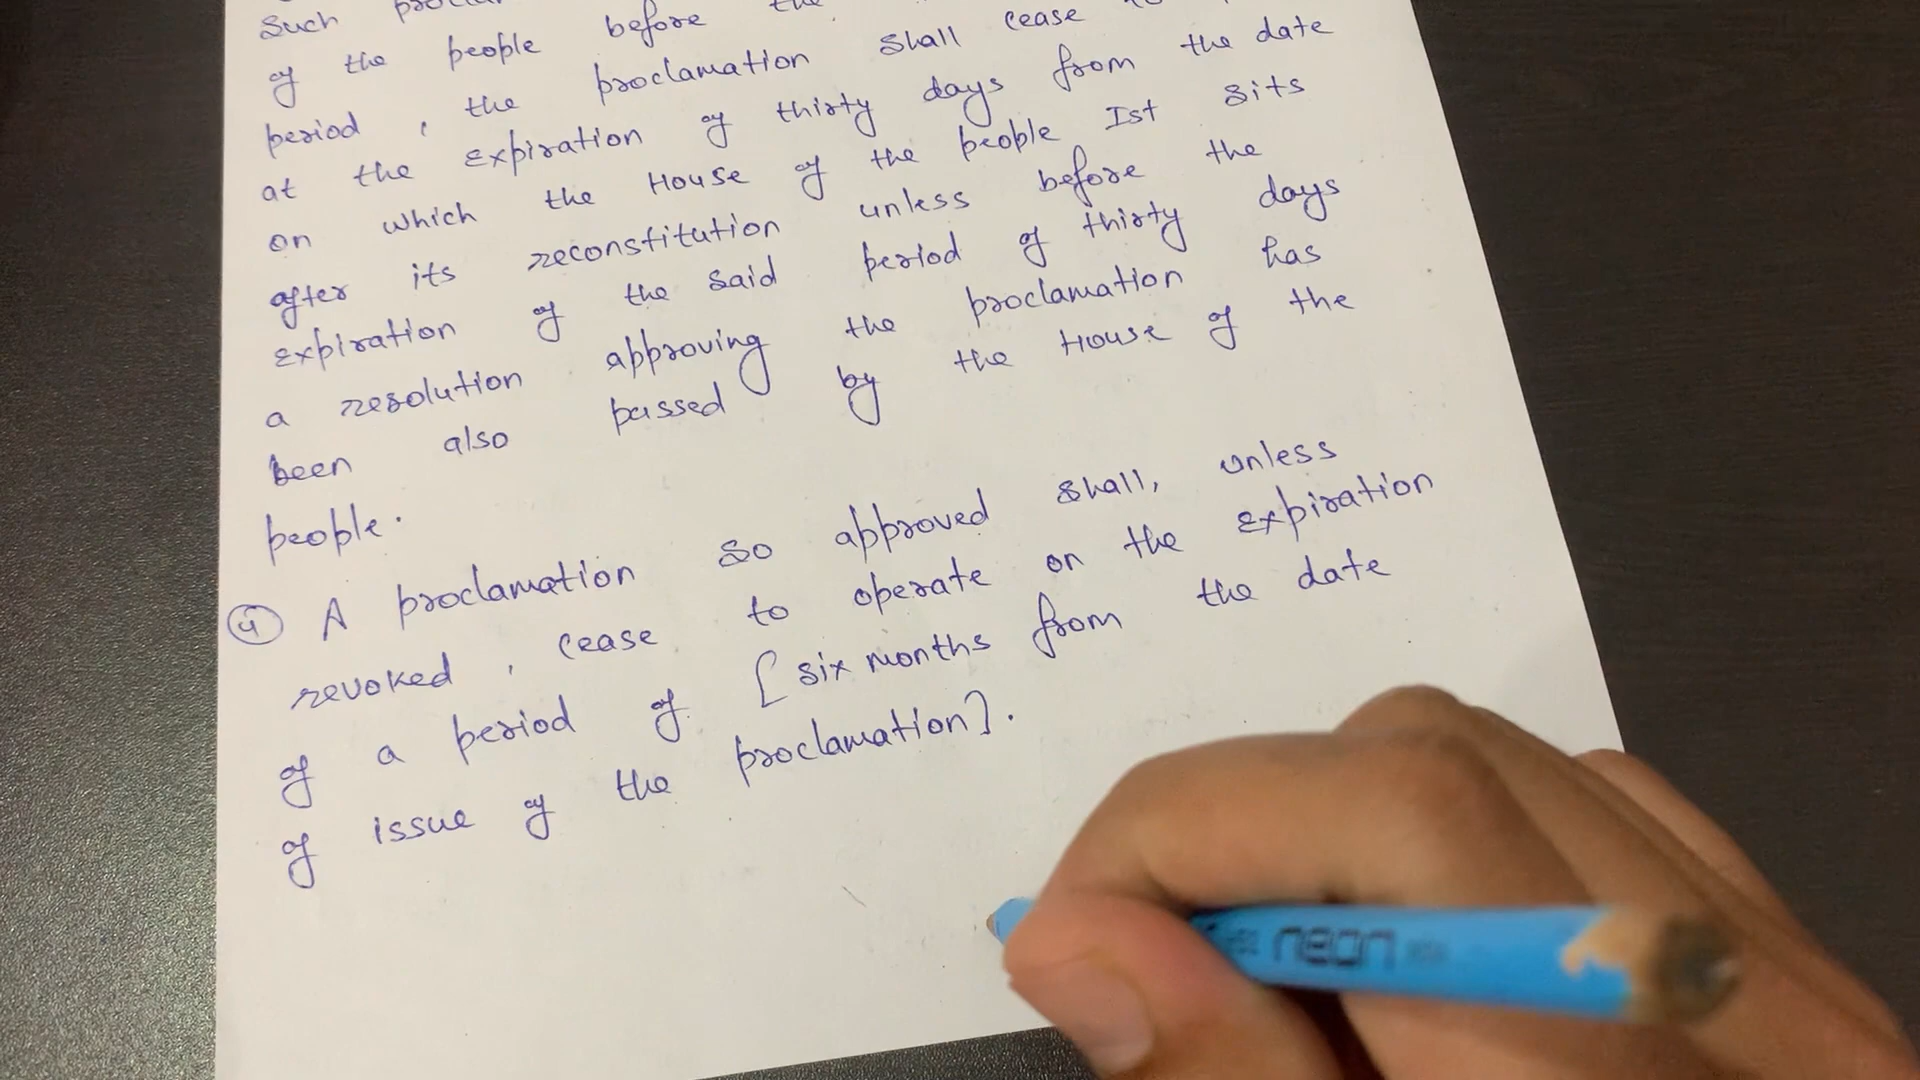 Such
of the people before the
period, the proclamation shall cease to
at the expiration of thirty days from the date
on which the House of the people Ist sits
after its reconstitution unless before the
expiration of the said period of thirty days
a resolution approving the proclamation has
been also passed by the House of the
people.
④ A proclamation so approved shall, unless
revoked, cease to operate on the expiration
of a period of [six months from the date
of issue of the proclamation].
neon